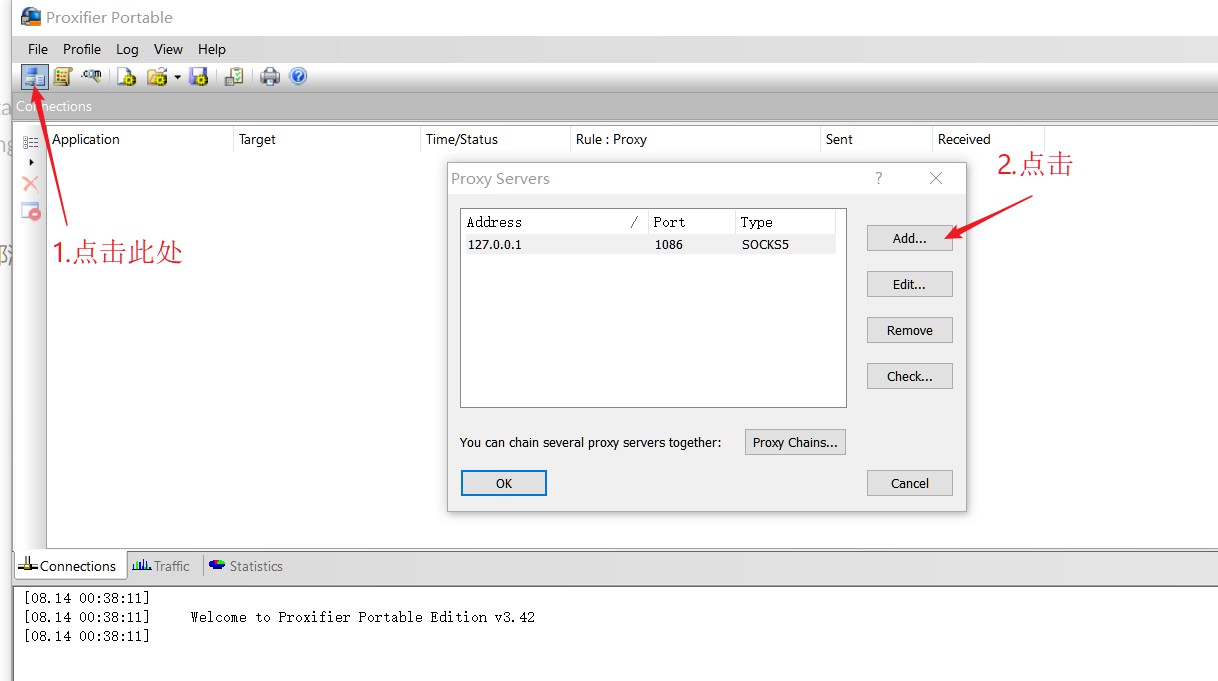 Proxifier Portable
File Profile Log View Help
.com
Connections
Application Target Time/Status Rule : Proxy Sent Received
2.点击
Proxy Servers ?
Address / Port Type
127.0.0.1 1086 SOCKS5
Add...
1.点击此处
Edit...
Remove
Check...
You can chain several proxy servers together: Proxy Chains...
OK Cancel
Connections Traffic Statistics
[08.14 00:38:11]
[08.14 00:38:11] Welcome to Proxifier Portable Edition v3.42
[08.14 00:38:11]